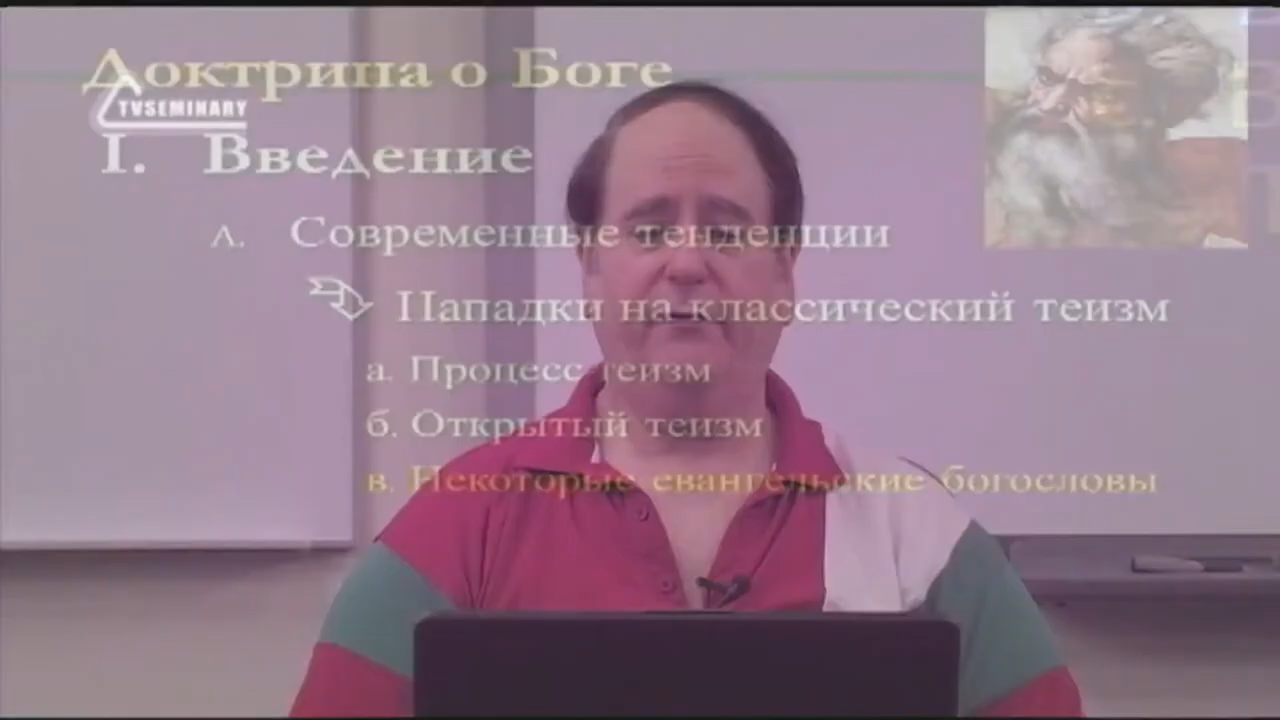 Доктрина о Боге
TVSEMINARY
I. Введение
л. Современные тенденции
Нападки на классический теизм
а. Процесс теизм
б. Открытый теизм
в. Некоторые евангельские богословы